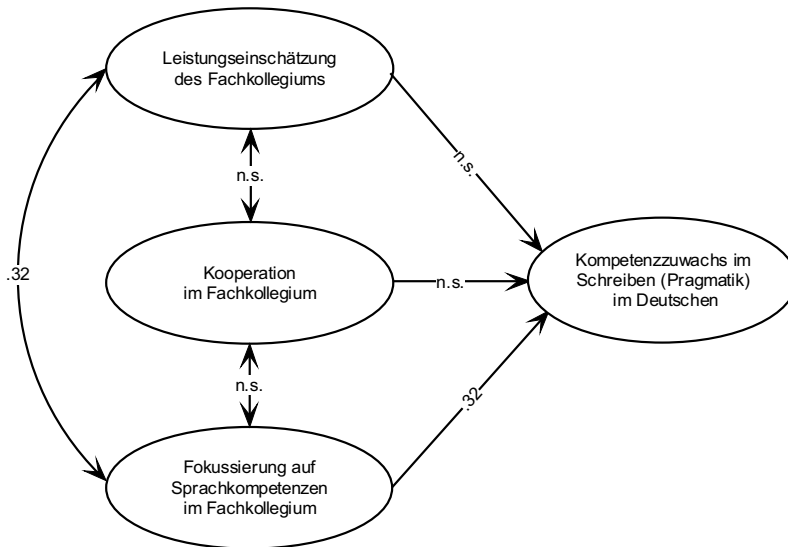 Leistungseinschätzung
des Fachkollegiums
n.s.
n.s.
.32
Kooperation
im Fachkollegium
n.s.
Kompetenzzuwachs im
Schreiben (Pragmatik)
im Deutschen
n.s.
.32
Fokussierung auf
Sprachkompetenzen
im Fachkollegium